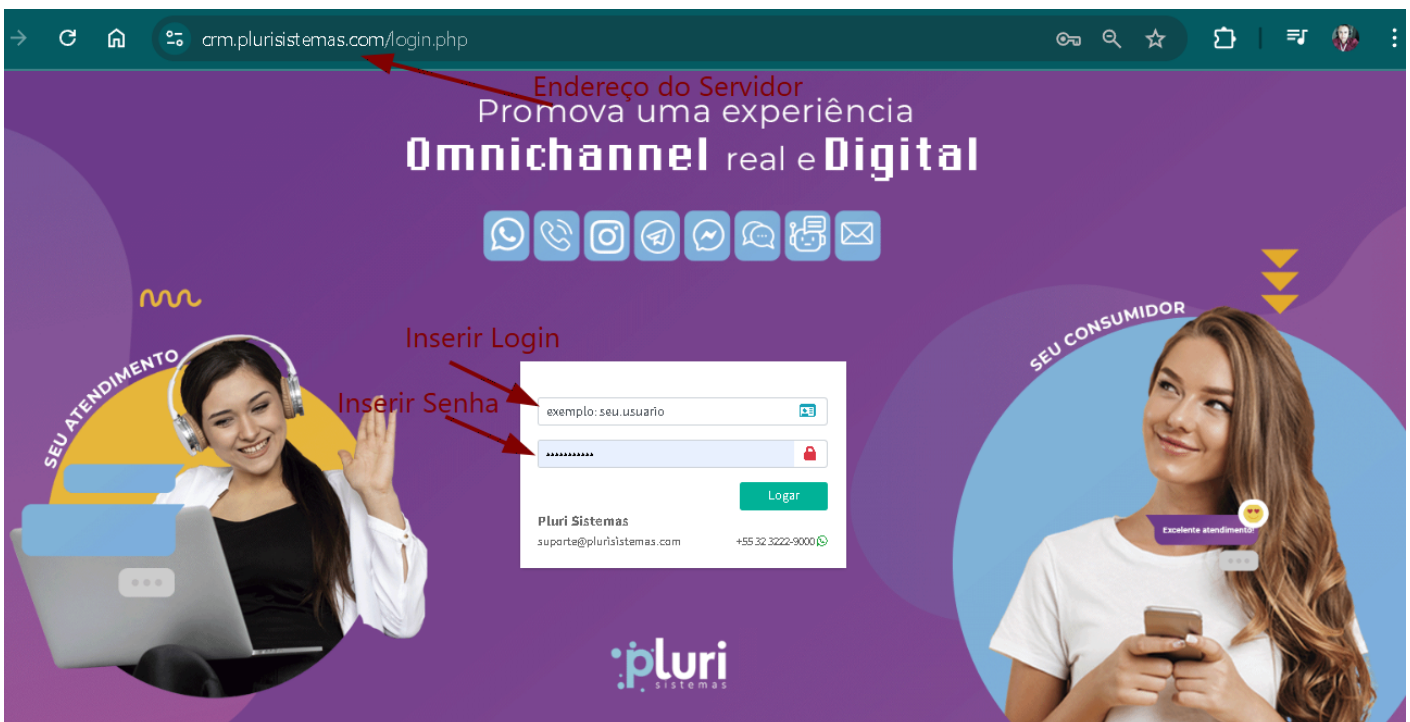 crm.plurisistemas.com/login.php
Endereço do Servidor
Promova uma experiência
Omnichannel real e Digital
SEU ATENDIMENTO
SEU CONSUMIDOR
Inserir Login
Inserir Senha
exemplo: seu.usuario
Logar
Pluri Sistemas
suporte@plurisistemas.com +55 32 3222-9000
Excelente atendimento!
pluri
sistemas